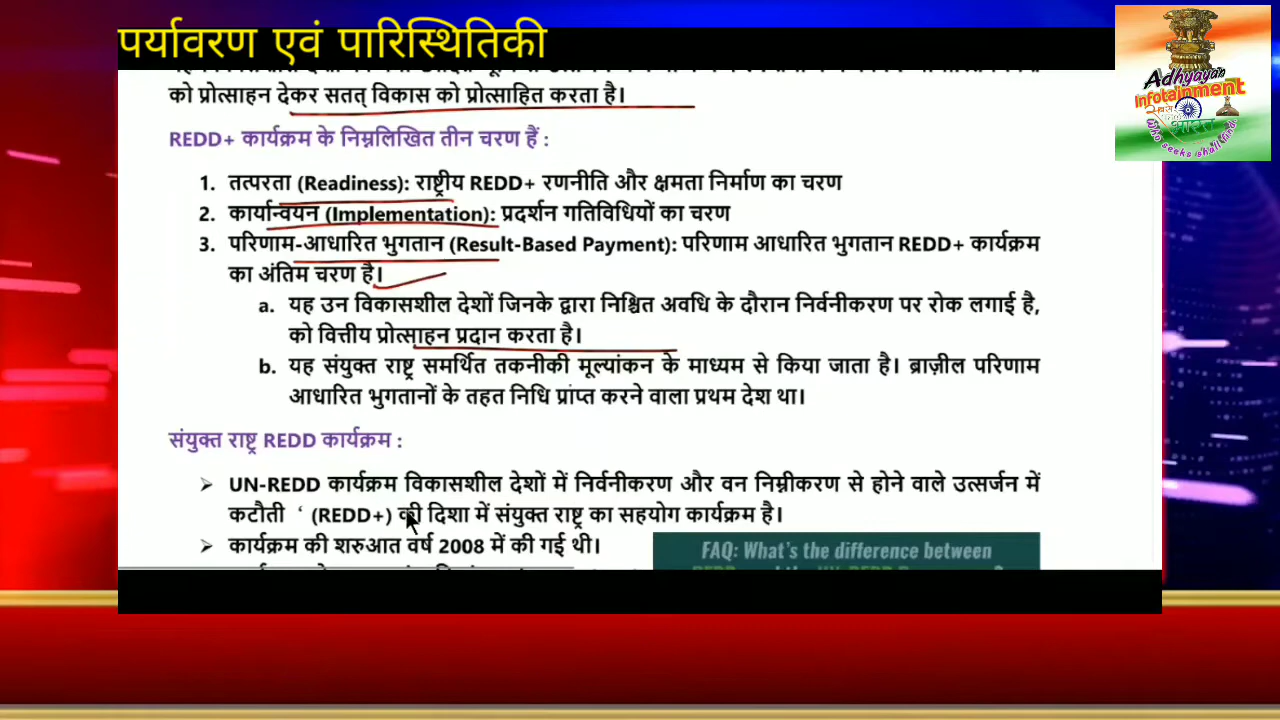 पर्यावरण एवं पारिस्थितिकी
Adhyayan
Infotainment
Who seeks shall find
को प्रोत्साहन देकर सतत् विकास को प्रोत्साहित करता है।
REDD+ कार्यक्रम के निम्नलिखित तीन चरण हैं :
1. तत्परता (Readiness): राष्ट्रीय REDD+ रणनीति और क्षमता निर्माण का चरण
2. कार्यान्वयन (Implementation): प्रदर्शन गतिविधियों का चरण
3. परिणाम-आधारित भुगतान (Result-Based Payment): परिणाम आधारित भुगतान REDD+ कार्यक्रम
का अंतिम चरण है।
a. यह उन विकासशील देशों जिनके द्वारा निश्चित अवधि के दौरान निर्वनीकरण पर रोक लगाई है,
को वित्तीय प्रोत्साहन प्रदान करता है।
b. यह संयुक्त राष्ट्र समर्थित तकनीकी मूल्यांकन के माध्यम से किया जाता है। ब्राज़ील परिणाम
आधारित भुगतानों के तहत निधि प्राप्त करने वाला प्रथम देश था।
संयुक्त राष्ट्र REDD कार्यक्रम :
➢ UN-REDD कार्यक्रम विकासशील देशों में निर्वनीकरण और वन निम्नीकरण से होने वाले उत्सर्जन में
कटौती ‘ (REDD+) की दिशा में संयुक्त राष्ट्र का सहयोग कार्यक्रम है।
➢ कार्यक्रम की शरुआत वर्ष 2008 में की गई थी।
FAQ: What's the difference between